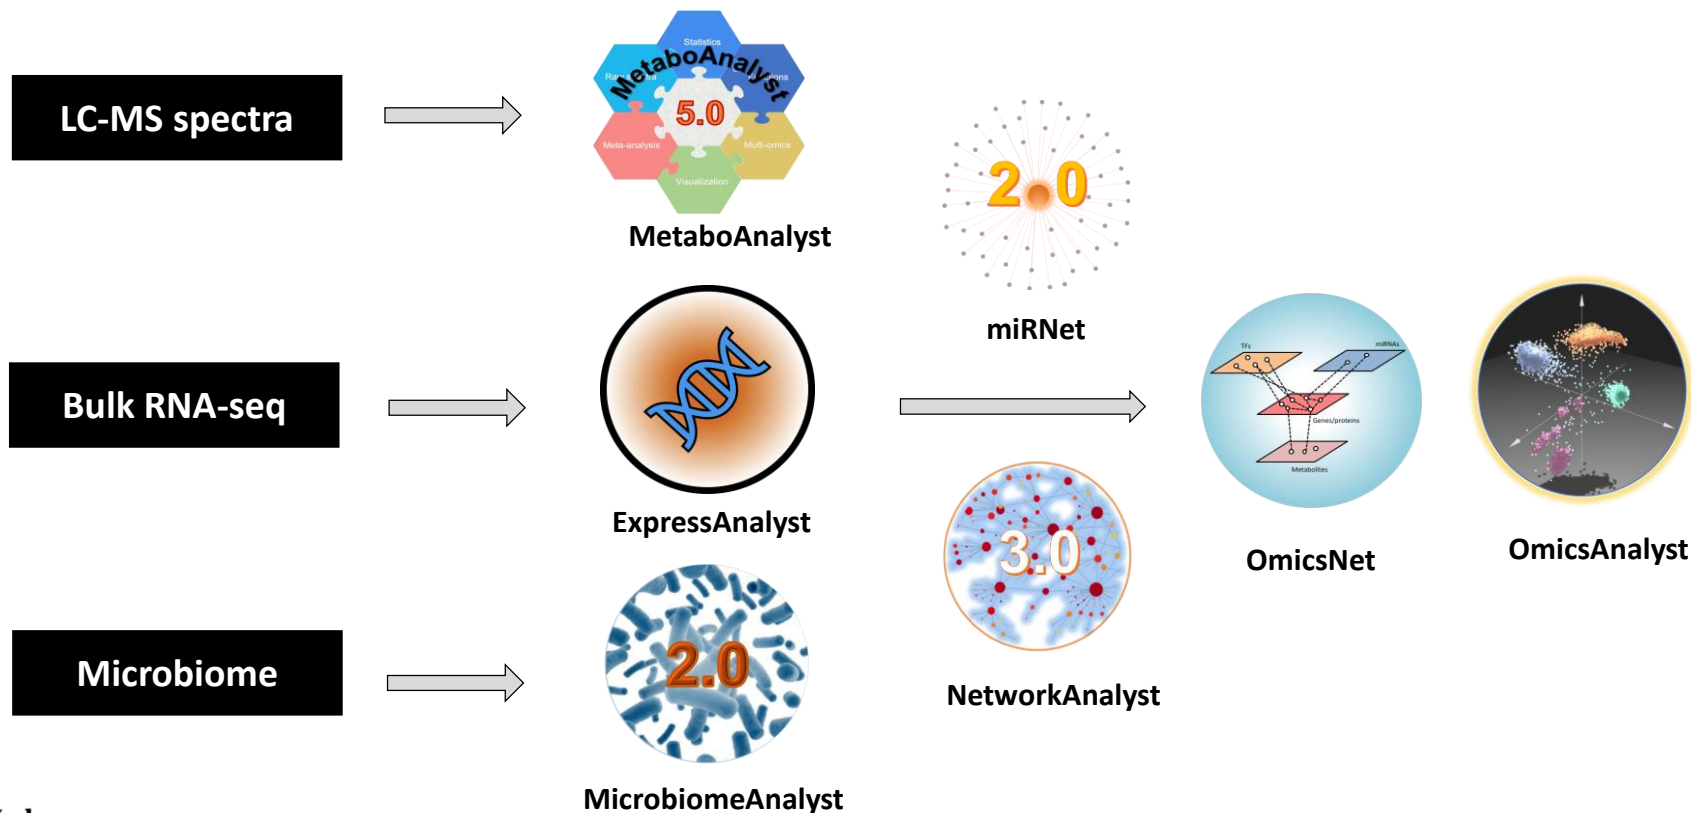 LC-MS spectra
Statistics
MetaboAnalyst
5.0
Meta-analysis
Multi-omics
Visualization
MetaboAnalyst
2.0
miRNet
Bulk RNA-seq
ExpressAnalyst
TFs
miRNAs
Genes/proteins
Metabolites
OmicsNet
OmicsAnalyst
3.0
NetworkAnalyst
Microbiome
2.0
MicrobiomeAnalyst